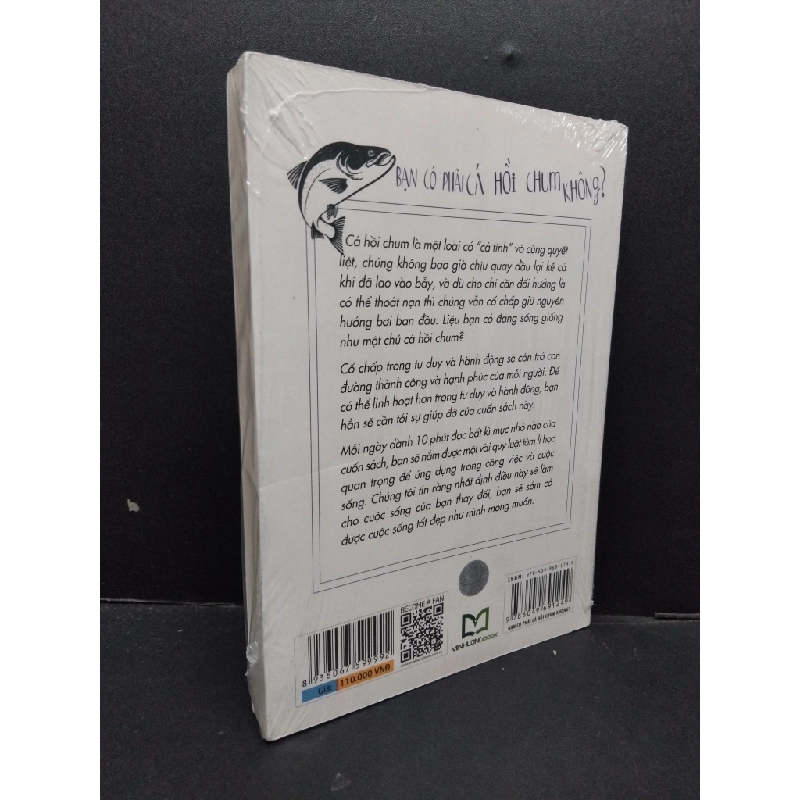 BẠN CÓ PHẢI CÁ HỒI CHUM KHÔNG?
Cá hồi chum là một loài có "cá tính" vô cùng quyết
liệt, chúng không bao giờ chịu quay đầu lại kể cả
khi đã lao vào bẫy, và dù cho chỉ cần đổi hướng là
có thể thoát nạn thì chúng vẫn cố chấp giữ nguyên
hướng bơi ban đầu. Liệu bạn có đang sống giống
như một chú cá hồi chum?
Cố chấp trong tư duy và hành động sẽ cản trở con
đường thành công và hạnh phúc của mỗi người. Để
có thể linh hoạt hơn trong tư duy và hành động, bạn
hẳn sẽ cần tới sự giúp đỡ của cuốn sách này.
Mỗi ngày dành 10 phút đọc bất kì mục nhỏ nào của
cuốn sách, bạn sẽ nắm được một vài quy luật tâm lí học
quan trọng để ứng dụng trong công việc và cuộc
sống. Chúng tôi tin rằng nhất định điều này sẽ làm
cho cuộc sống của bạn thay đổi, bạn sẽ sớm có
được cuộc sống tốt đẹp như mình mong muốn.
BECOME A FAN
MINHLONGBOOK
Giá: 110.000 VNĐ